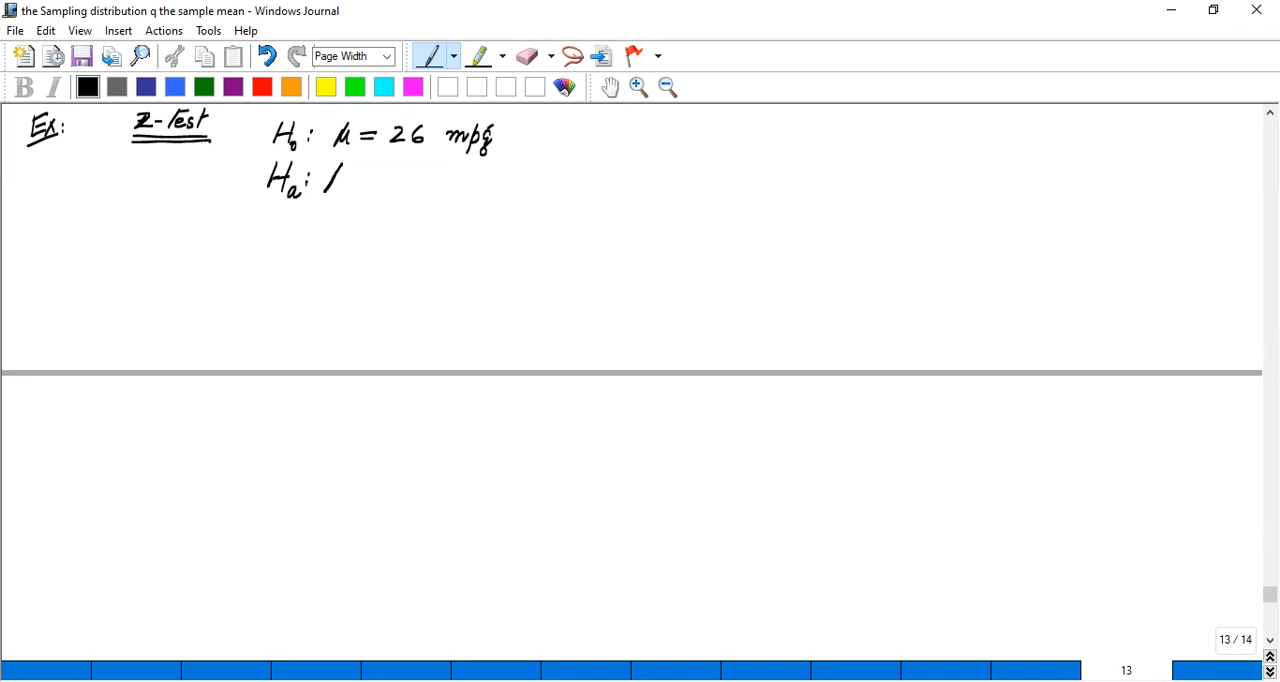 the Sampling distribution q the sample mean - Windows Journal
File Edit View Insert Actions Tools Help
Page Width
B I
Ex: Z-Test H₀: μ = 26 mpg
Hₐ:
13 / 14
13